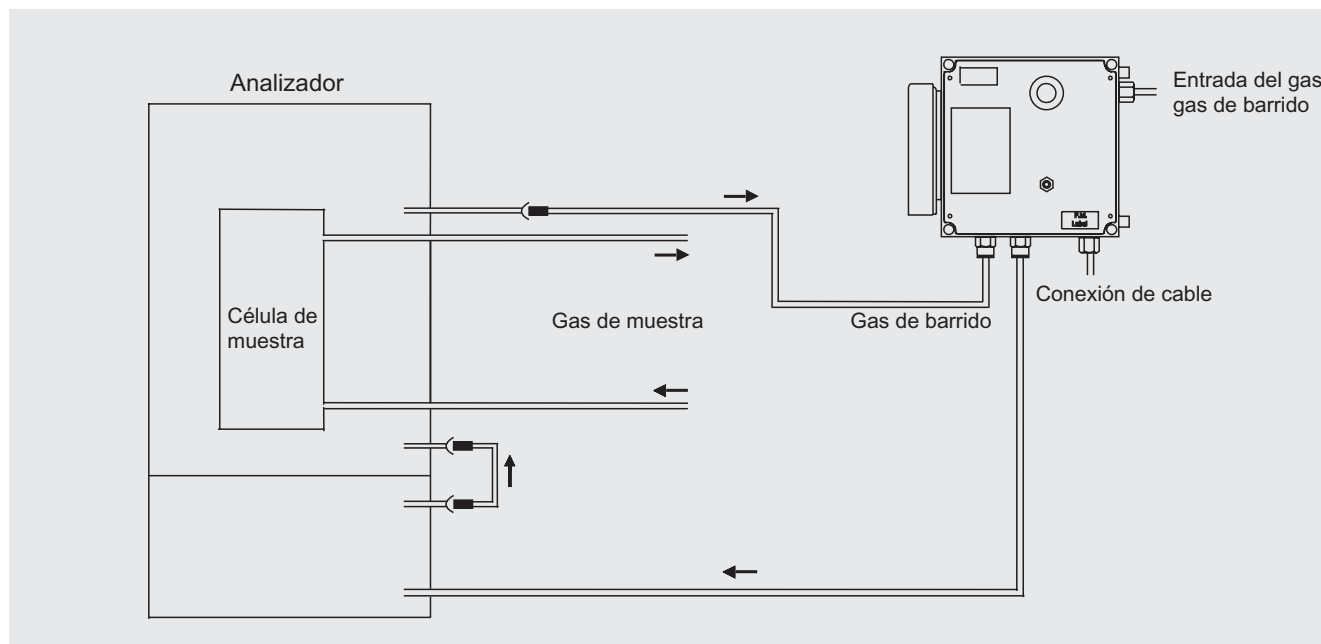 Analizador
Entrada del gas
gas de barrido
F.M.
Label
Conexión de cable
Célula de
muestra
Gas de muestra
Gas de barrido